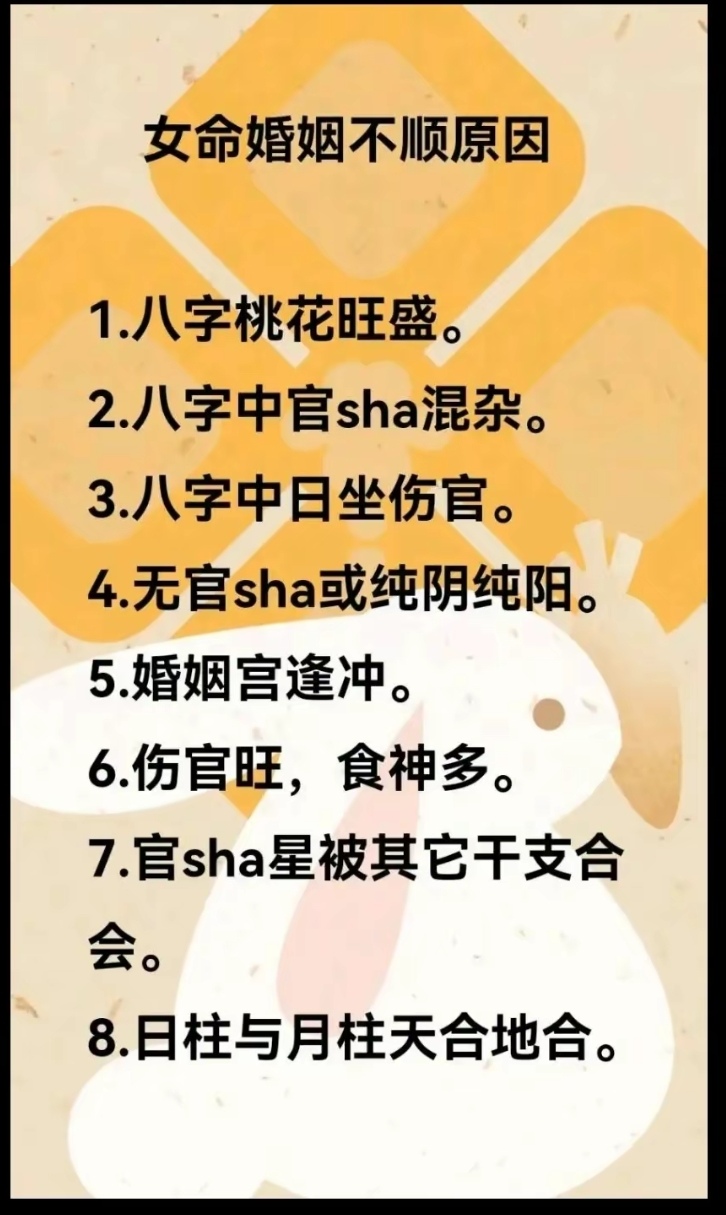 女命婚姻不顺原因
1.八字桃花旺盛。
2.八字中官sha混杂。
3.八字中日坐伤官。
4.无官sha或纯阴纯阳。
5.婚姻宫逢冲。
6.伤官旺，食神多。
7.官sha星被其它干支合
会。
8.日柱与月柱天合地合。